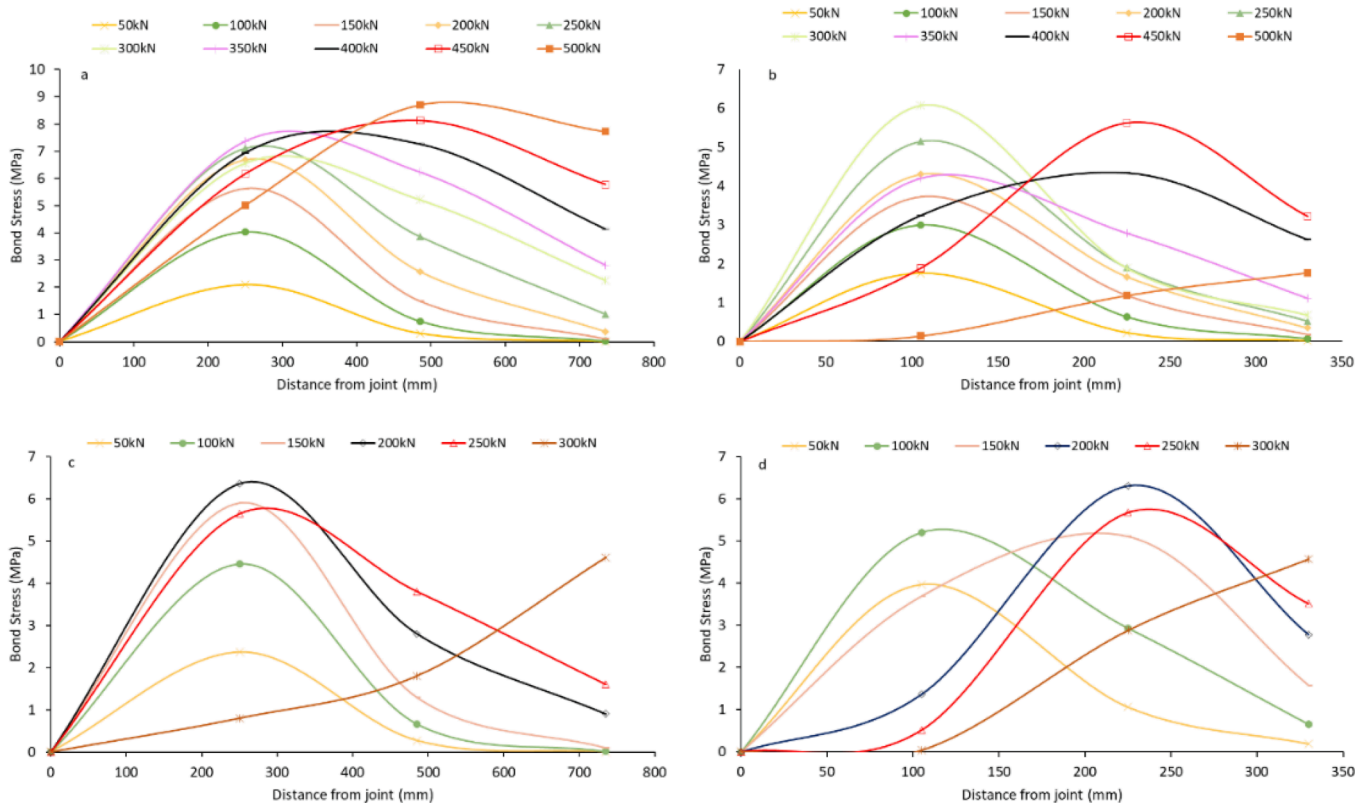 50kN 100kN 150kN 200kN 250kN
300kN 350kN 400kN 450kN 500kN
a
10
9
8
7
6
5
4
3
2
1
0
Bond Stress (MPa)
0 100 200 300 400 500 600 700 800
Distance from joint (mm)
50kN 100kN 150kN 200kN 250kN
300kN 350kN 400kN 450kN 500kN
b
7
6
5
4
3
2
1
0
Bond Stress (MPa)
0 50 100 150 200 250 300 350
Distance from joint (mm)
50kN 100kN 150kN 200kN 250kN 300kN
c
7
6
5
4
3
2
1
0
Bond Stress (MPa)
0 100 200 300 400 500 600 700 800
Distance from joint (mm)
50kN 100kN 150kN 200kN 250kN 300kN
d
7
6
5
4
3
2
1
0
Bond Stress (MPa)
0 50 100 150 200 250 300 350
Distance from joint (mm)